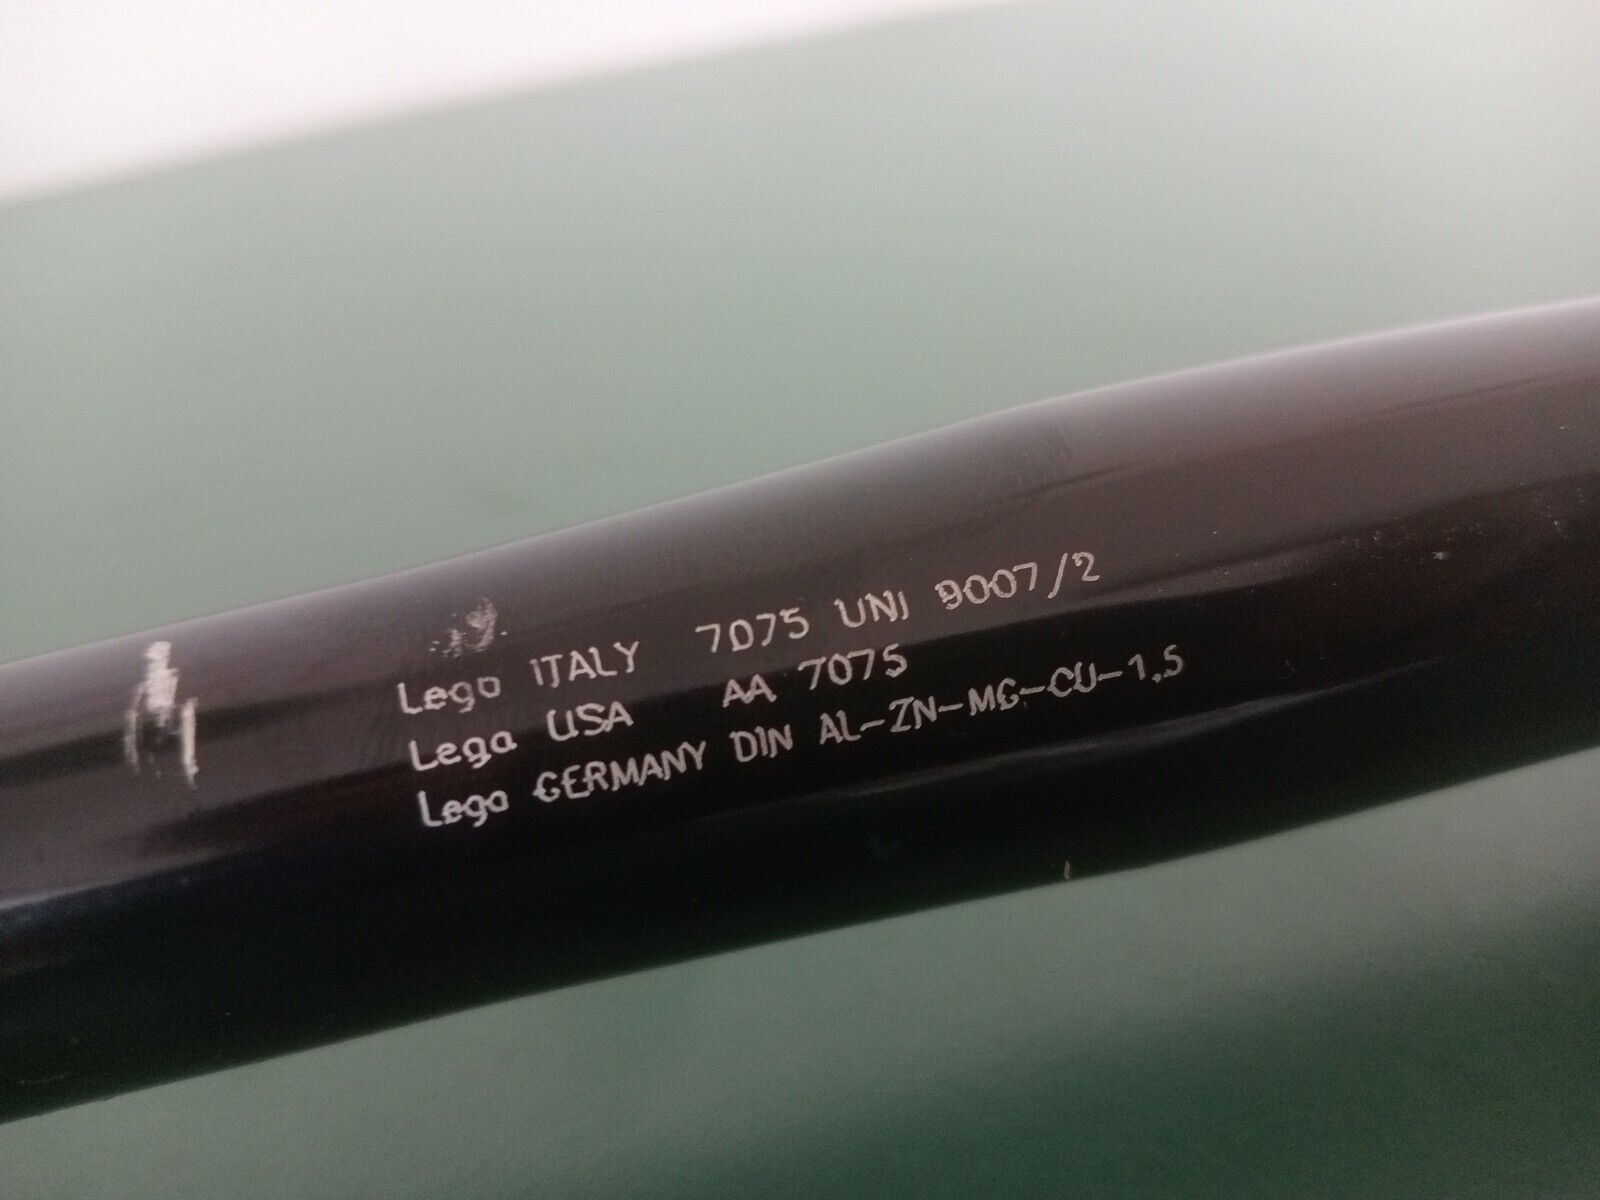 Lega ITALY 7075 UNI 9007/2
Lega USA AA 7075
Lega GERMANY DIN AL-ZN-MG-CU-1,5